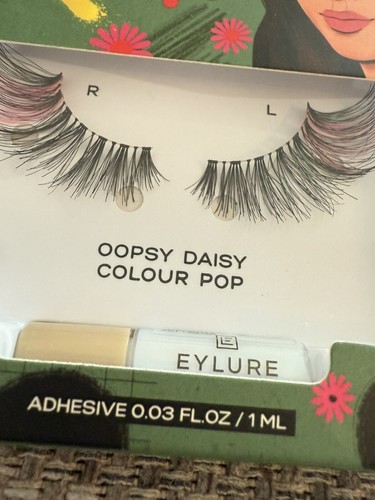 R
L
OOPSY DAISY
COLOUR POP
EYLURE
ADHESIVE 0.03 FL.OZ / 1 ML